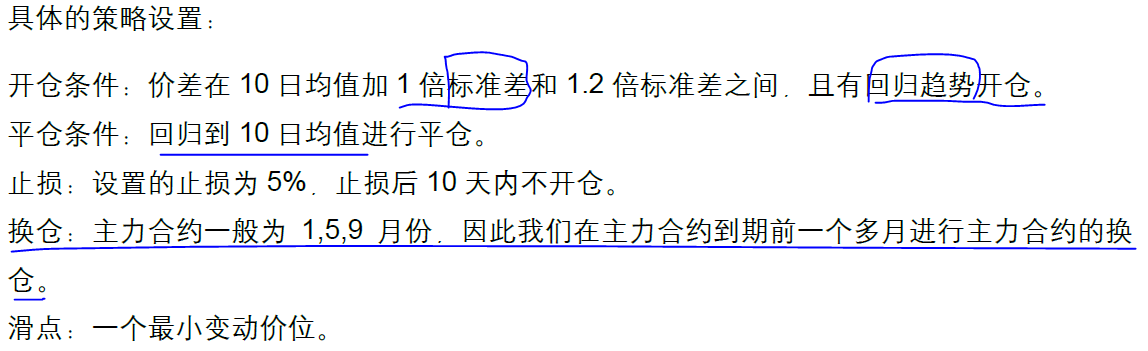 具体的策略设置：
开仓条件：价差在 10 日均值加 1 倍标准差和 1.2 倍标准差之间，且有回归趋势开仓。
平仓条件：回归到 10 日均值进行平仓。
止损：设置的止损为 5%，止损后 10 天内不开仓。
换仓：主力合约一般为 1,5,9 月份，因此我们在主力合约到期前一个多月进行主力合约的换
仓。
滑点：一个最小变动价位。